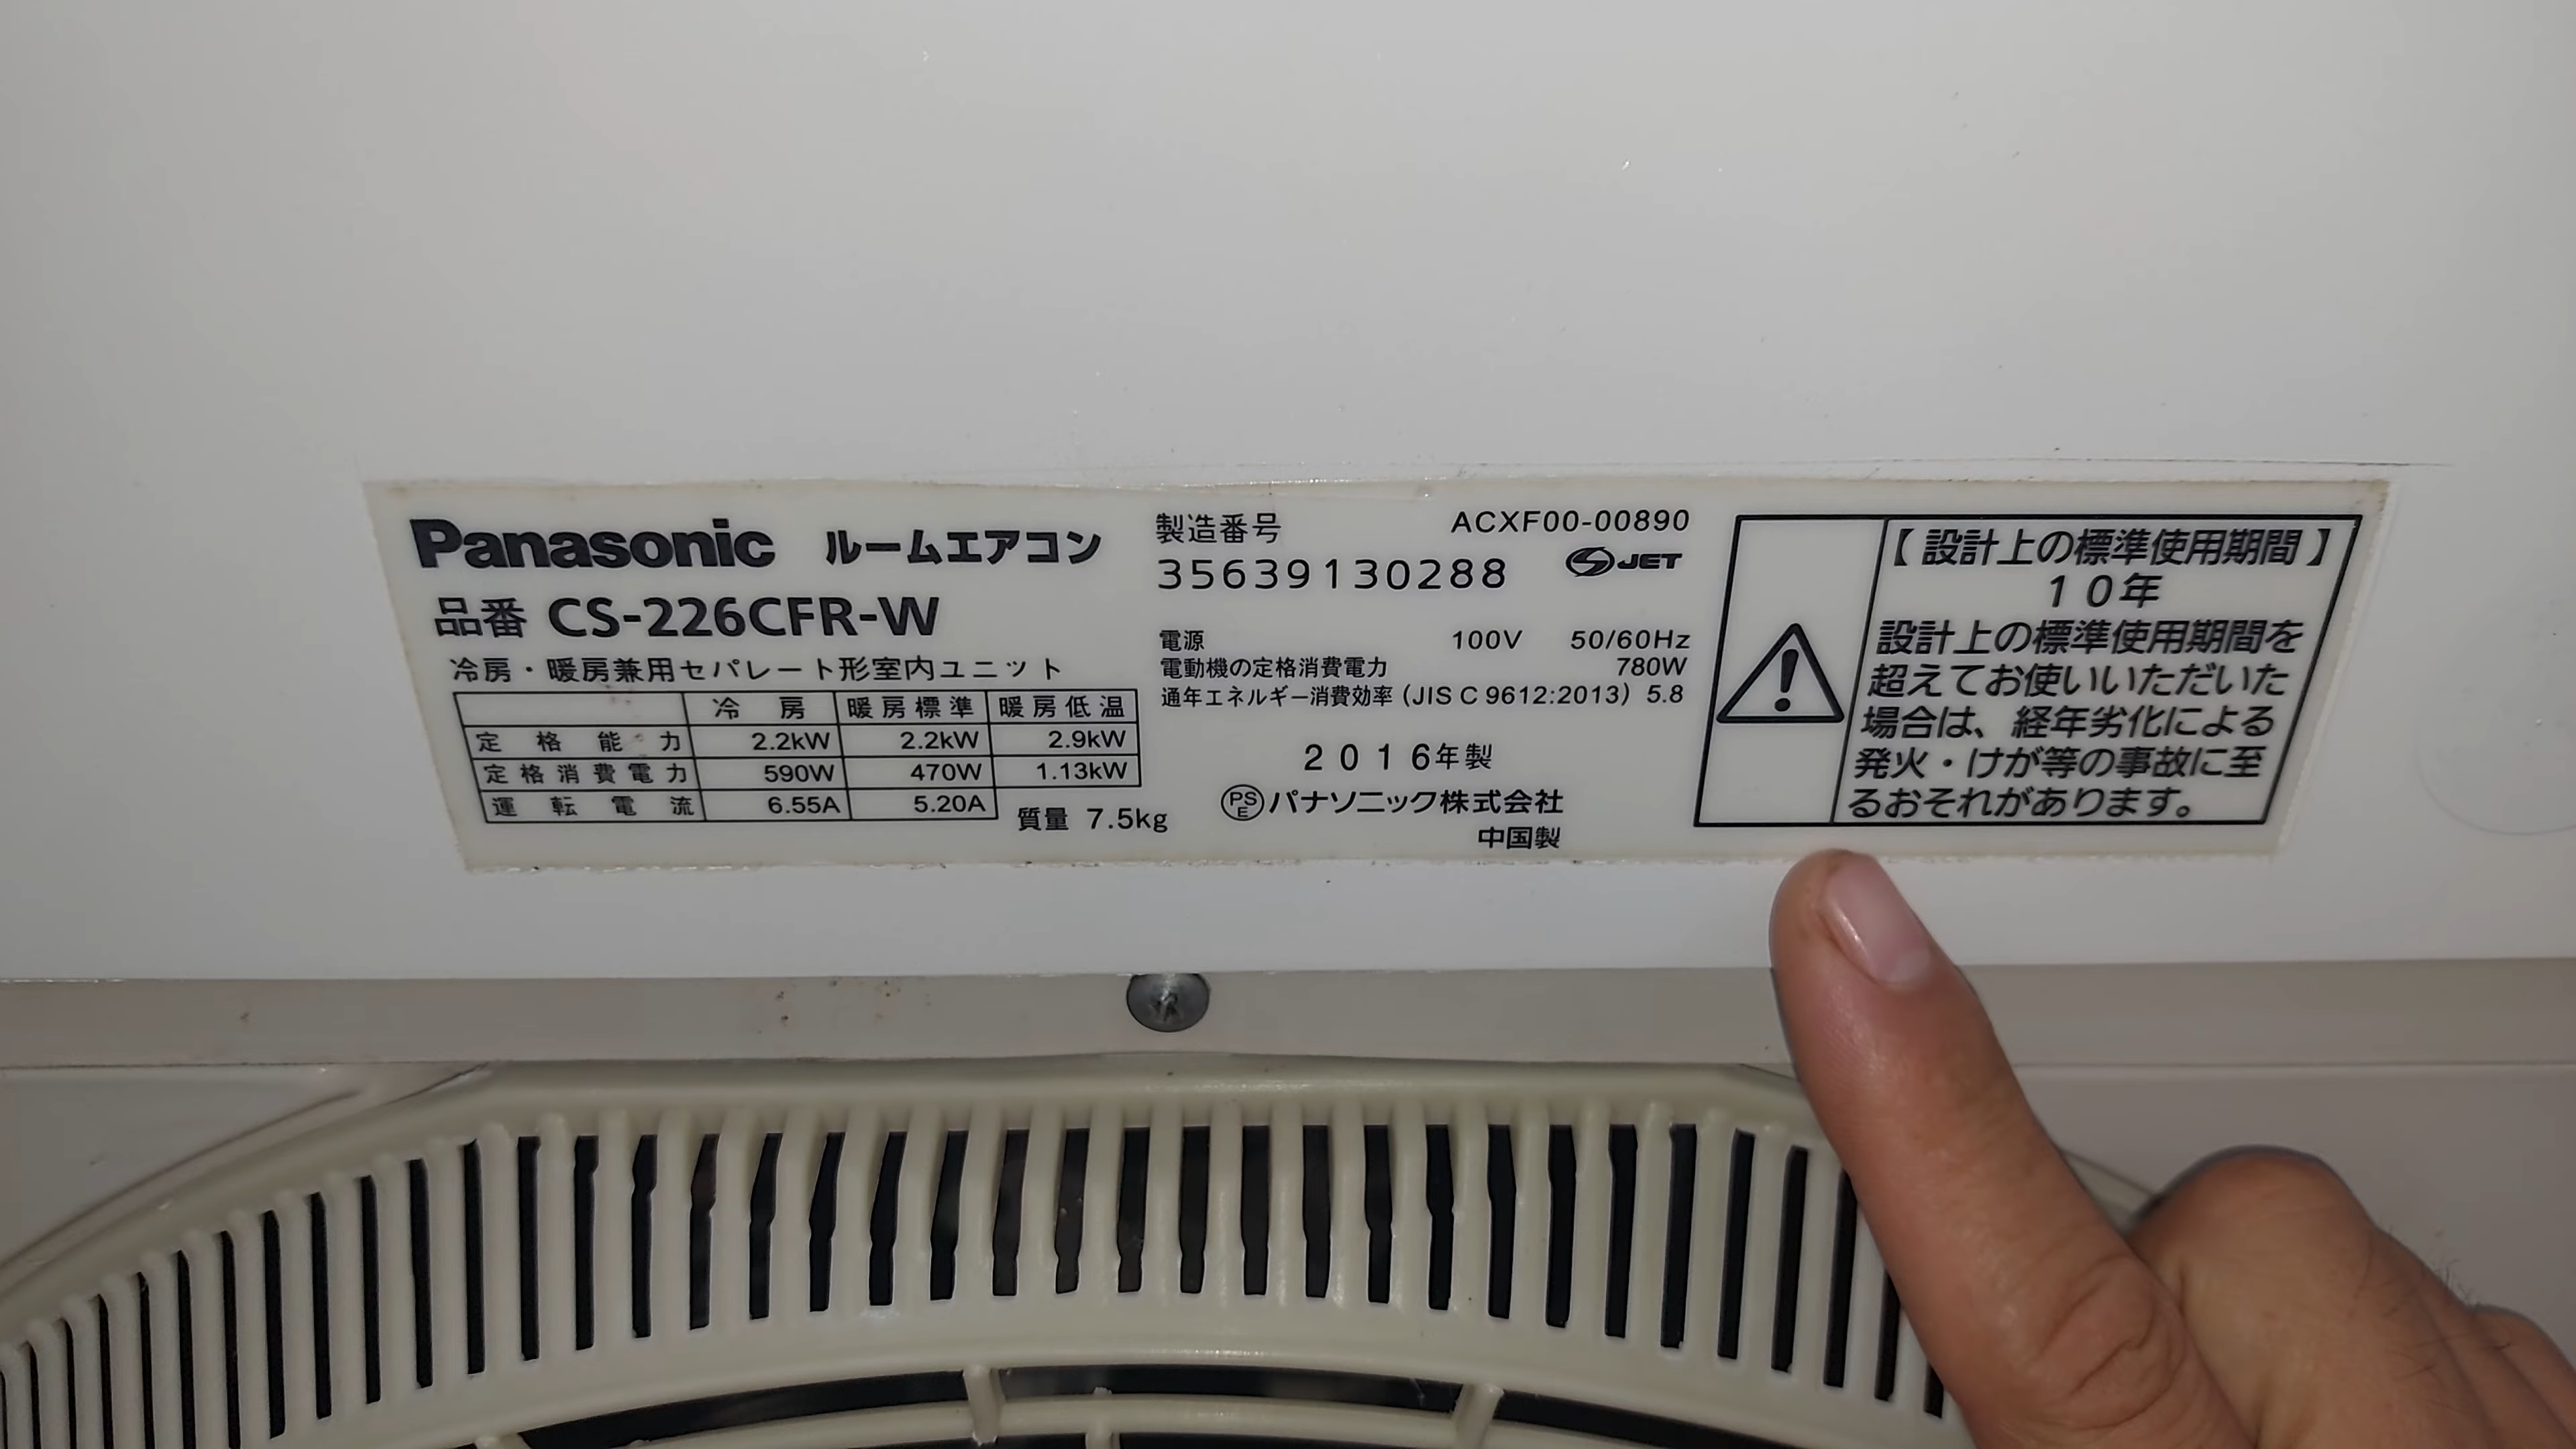 Panasonic ルームエアコン
品番 CS-226CFR-W
冷房・暖房兼用セパレート形室内ユニット
冷房 暖房標準 暖房低温
定格能力 2.2kW 2.2kW 2.9kW
定格消費電力 590W 470W 1.13kW
運転電流 6.55A 5.20A
質量 7.5kg
製造番号 ACXF00-00890
35639130288 JET
電源 100V 50/60Hz
電動機の定格消費電力 780W
通年エネルギー消費効率(JIS C 9612:2013) 5.8
2016年製
PSE パナソニック株式会社
中国製
【設計上の標準使用期間】
10年
設計上の標準使用期間を
超えてお使いいただいた
場合は、経年劣化による
発火・けが等の事故に至
るおそれがあります。